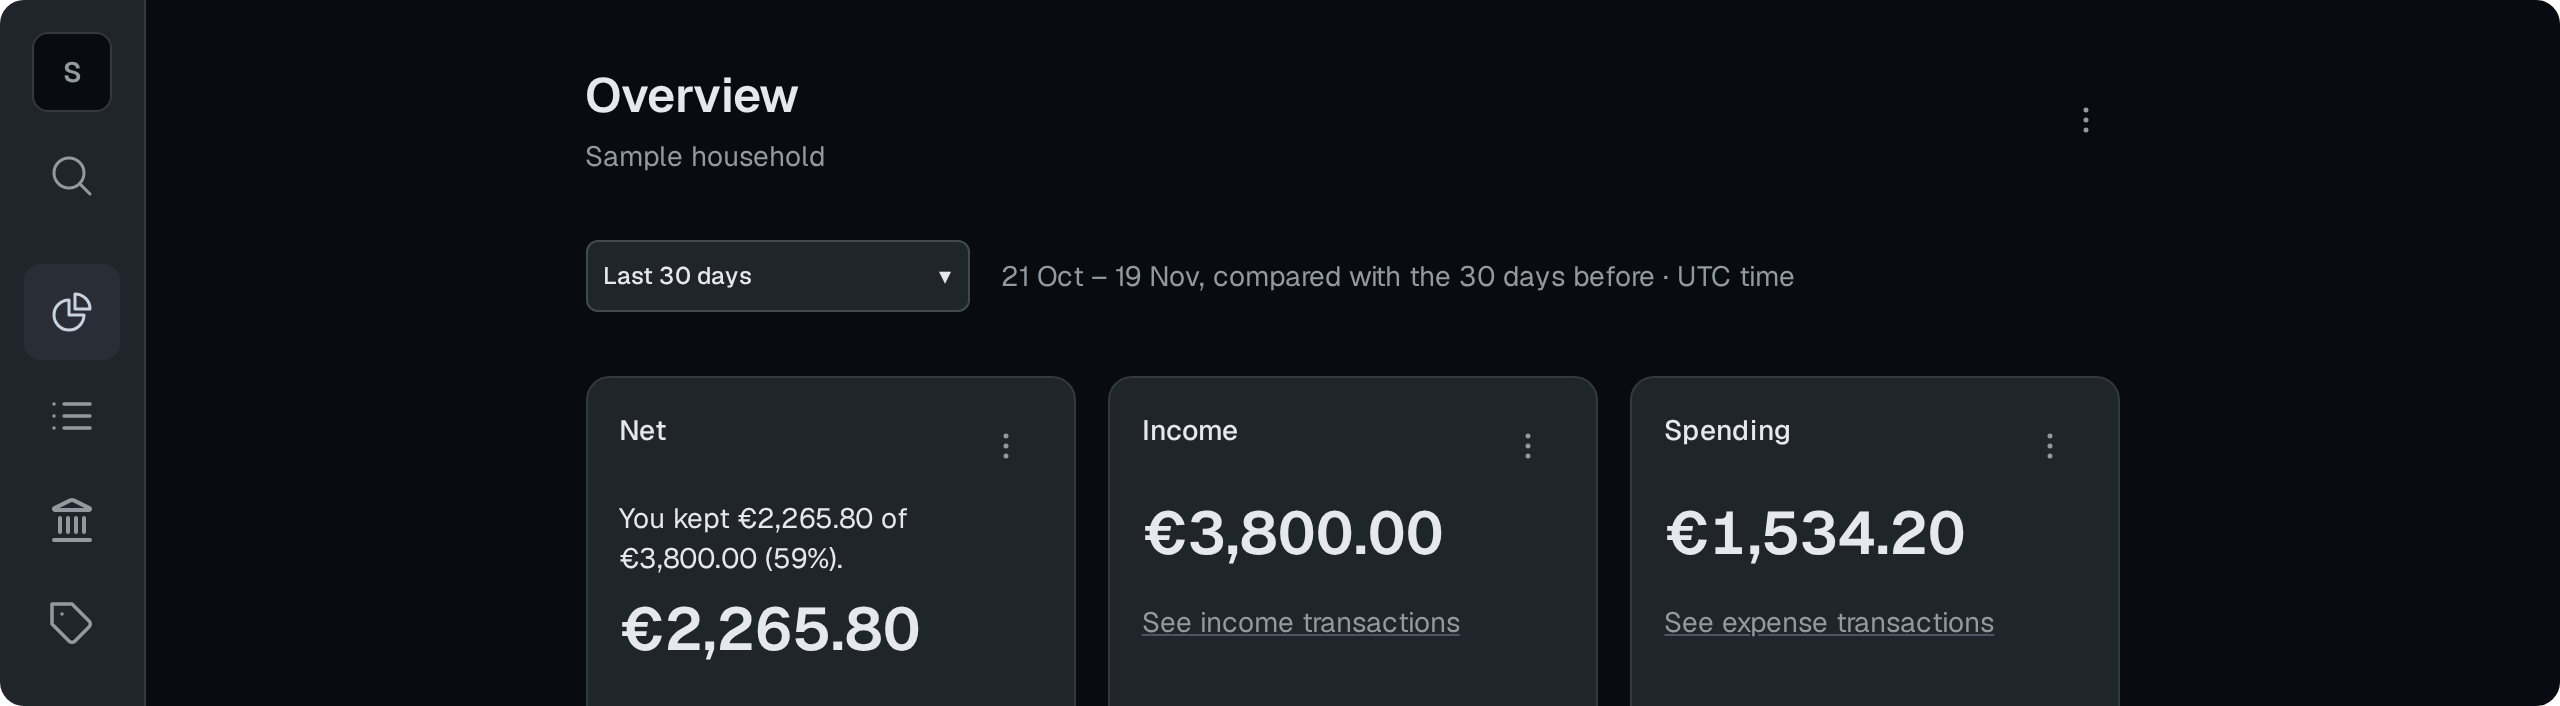 S
Overview
Sample household
Last 30 days
21 Oct – 19 Nov, compared with the 30 days before · UTC time
Net
You kept €2,265.80 of
€3,800.00 (59%).
€2,265.80
Income
€3,800.00
See income transactions
Spending
€1,534.20
See expense transactions